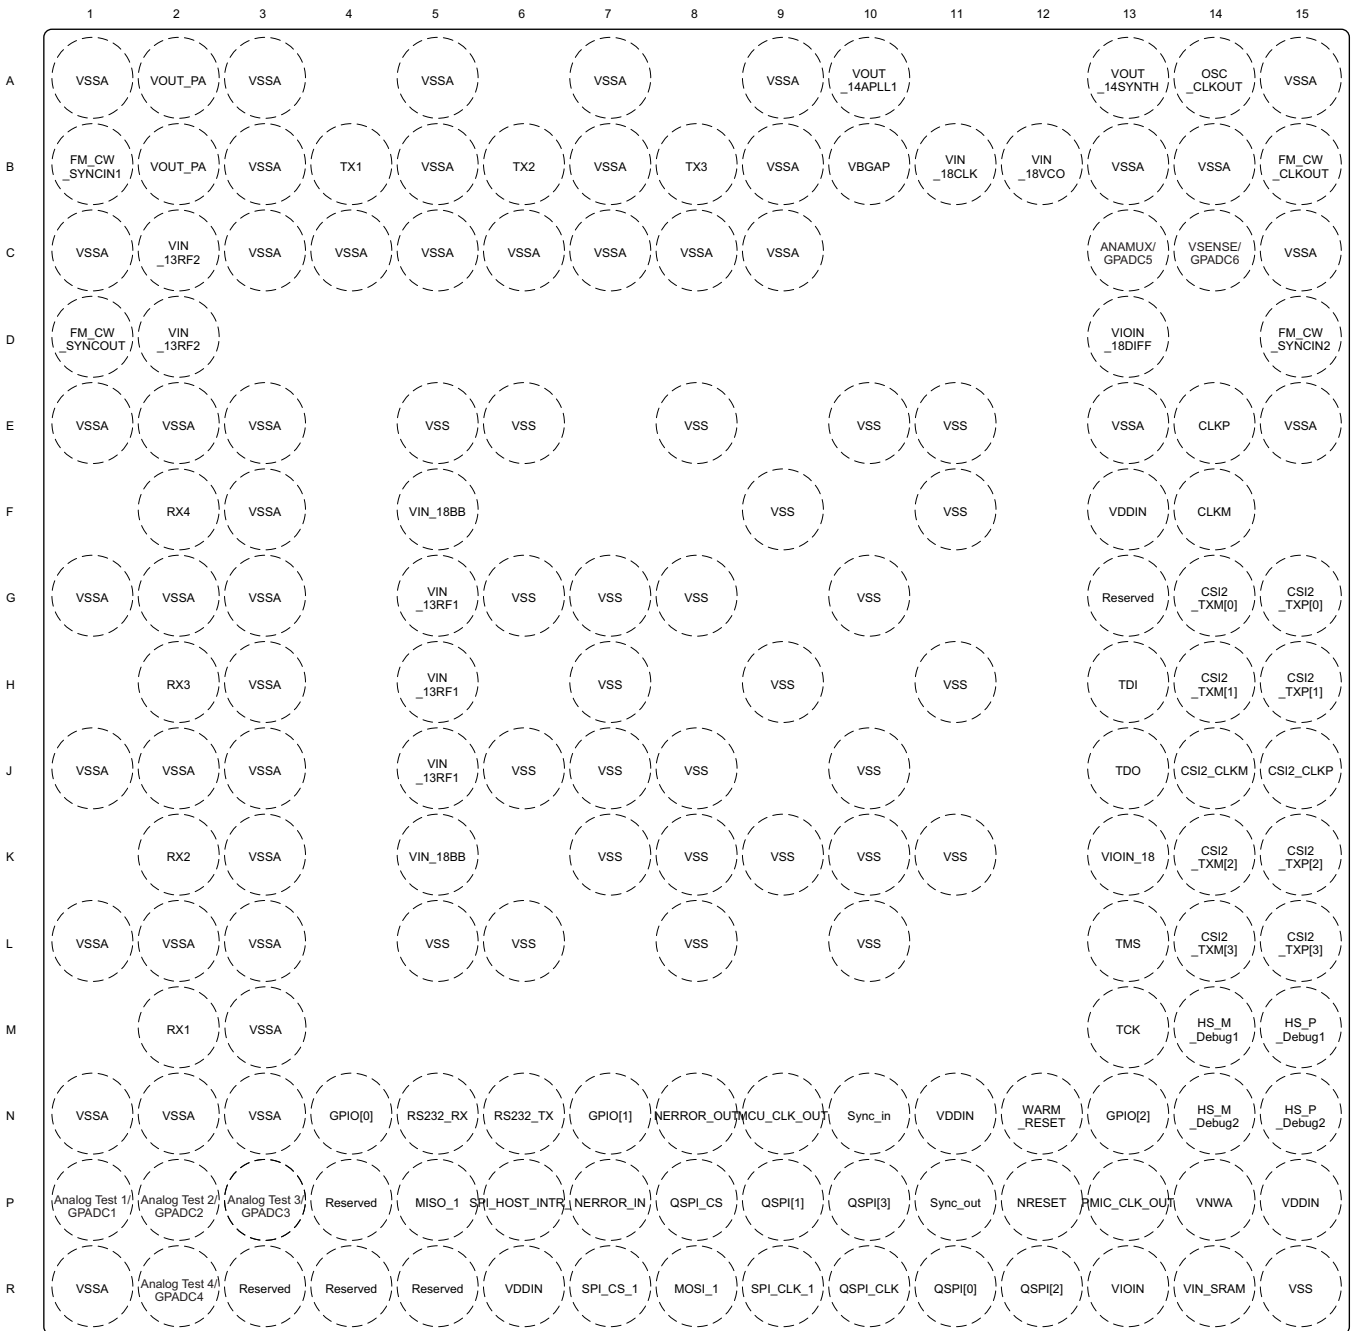 1 2 3 4 5 6 7 8 9 10 11 12 13 14 15
A VSSA VOUT_PA VSSA VSSA VSSA VSSA VOUT _14APLL1 VOUT _14SYNTH OSC _CLKOUT VSSA
B FM_CW _SYNCIN1 VOUT_PA VSSA TX1 VSSA TX2 VSSA TX3 VSSA VBGAP VIN _18CLK VIN _18VCO VSSA VSSA FM_CW _CLKOUT
C VSSA VIN _13RF2 VSSA VSSA VSSA VSSA VSSA VSSA VSSA ANAMUX/ GPADC5 VSENSE/ GPADC6 VSSA
D FM_CW _SYNCOUT VIN _13RF2 VIOIN _18DIFF FM_CW _SYNCIN2
E VSSA VSSA VSSA VSS VSS VSS VSS VSS VSSA CLKP VSSA
F RX4 VSSA VIN_18BB VSS VSS VDDIN CLKM
G VSSA VSSA VSSA VIN _13RF1 VSS VSS VSS VSS Reserved CSI2 _TXM[0] CSI2 _TXP[0]
H RX3 VSSA VIN _13RF1 VSS VSS VSS TDI CSI2 _TXM[1] CSI2 _TXP[1]
J VSSA VSSA VSSA VIN _13RF1 VSS VSS VSS VSS TDO CSI2_CLKM CSI2_CLKP
K RX2 VSSA VIN_18BB VSS VSS VSS VSS VSS VIOIN_18 CSI2 _TXM[2] CSI2 _TXP[2]
L VSSA VSSA VSSA VSS VSS VSS VSS TMS CSI2 _TXM[3] CSI2 _TXP[3]
M RX1 VSSA TCK HS_M _Debug1 HS_P _Debug1
N VSSA VSSA VSSA GPIO[0] RS232_RX RS232_TX GPIO[1] NERROR_OUT MCU_CLK_OUT Sync_in VDDIN WARM _RESET GPIO[2] HS_M _Debug2 HS_P _Debug2
P Analog Test 1/ GPADC1 Analog Test 2/ GPADC2 Analog Test 3/ GPADC3 Reserved MISO_1 SPI_HOST_INTR_ NERROR_IN QSPI_CS QSPI[1] QSPI[3] Sync_out NRESET PMIC_CLK_OUT VNWA VDDIN
R VSSA Analog Test 4/ GPADC4 Reserved Reserved Reserved VDDIN SPI_CS_1 MOSI_1 SPI_CLK_1 QSPI_CLK QSPI[0] QSPI[2] VIOIN VIN_SRAM VSS